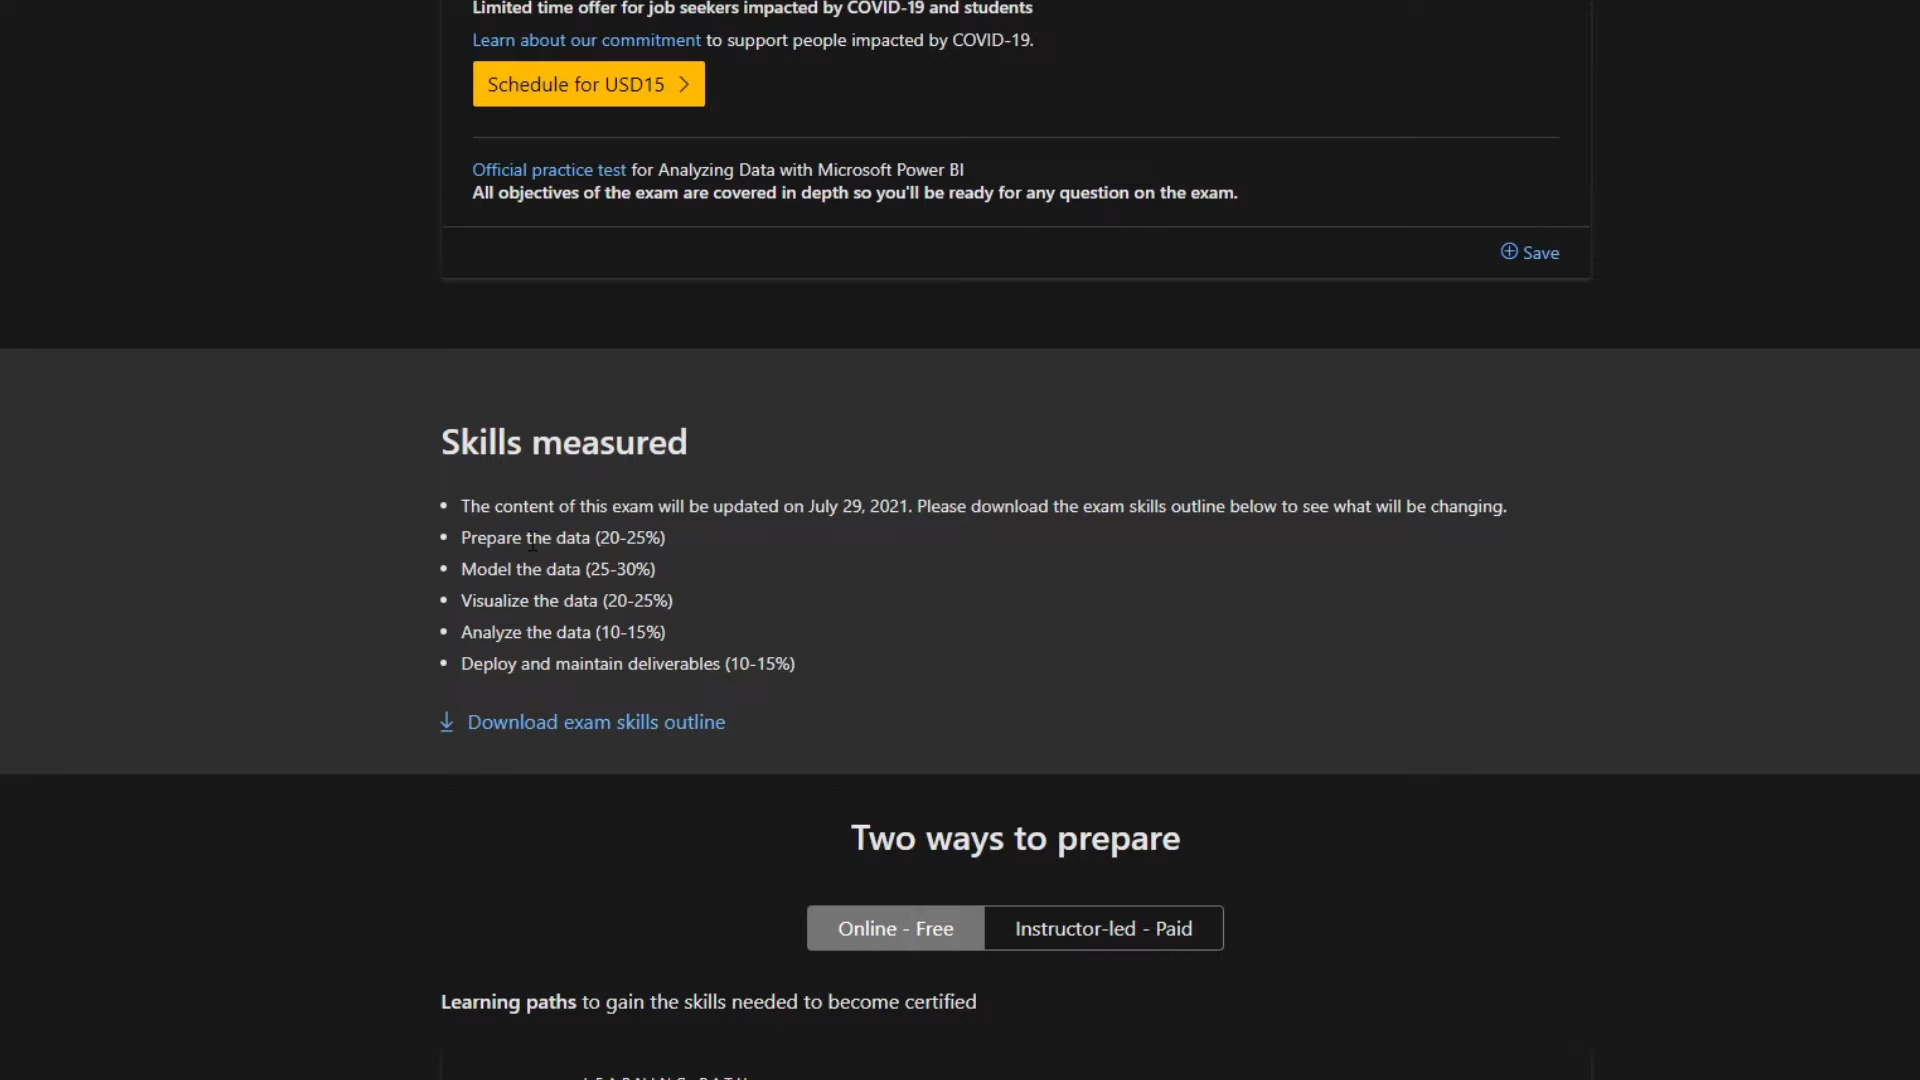 Limited time offer for job seekers impacted by COVID-19 and students
Learn about our commitment to support people impacted by COVID-19.
Schedule for USD15
Official practice test for Analyzing Data with Microsoft Power BI
All objectives of the exam are covered in depth so you'll be ready for any question on the exam.
Save
Skills measured
• The content of this exam will be updated on July 29, 2021. Please download the exam skills outline below to see what will be changing.
• Prepare the data (20-25%)
• Model the data (25-30%)
• Visualize the data (20-25%)
• Analyze the data (10-15%)
• Deploy and maintain deliverables (10-15%)
Download exam skills outline
Two ways to prepare
Online - Free
Instructor-led - Paid
Learning paths to gain the skills needed to become certified